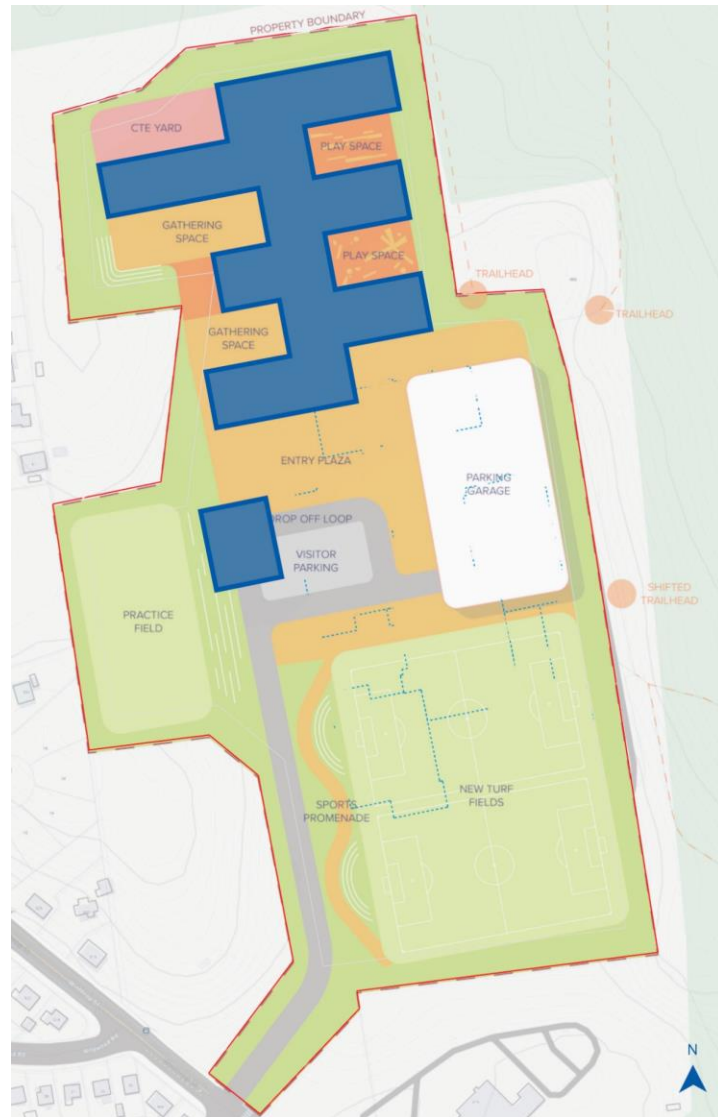 PROPERTY BOUNDARY
CTE YARD
PLAY SPACE
GATHERING
SPACE
PLAY SPACE
TRAILHEAD
TRAILHEAD
GATHERING
SPACE
ENTRY PLAZA
PARKING
GARAGE
DROP OFF LOOP
VISITOR
PARKING
SHIFTED
TRAILHEAD
PRACTICE
FIELD
NEW TURF
FIELDS
SPORTS
PROMENADE
N